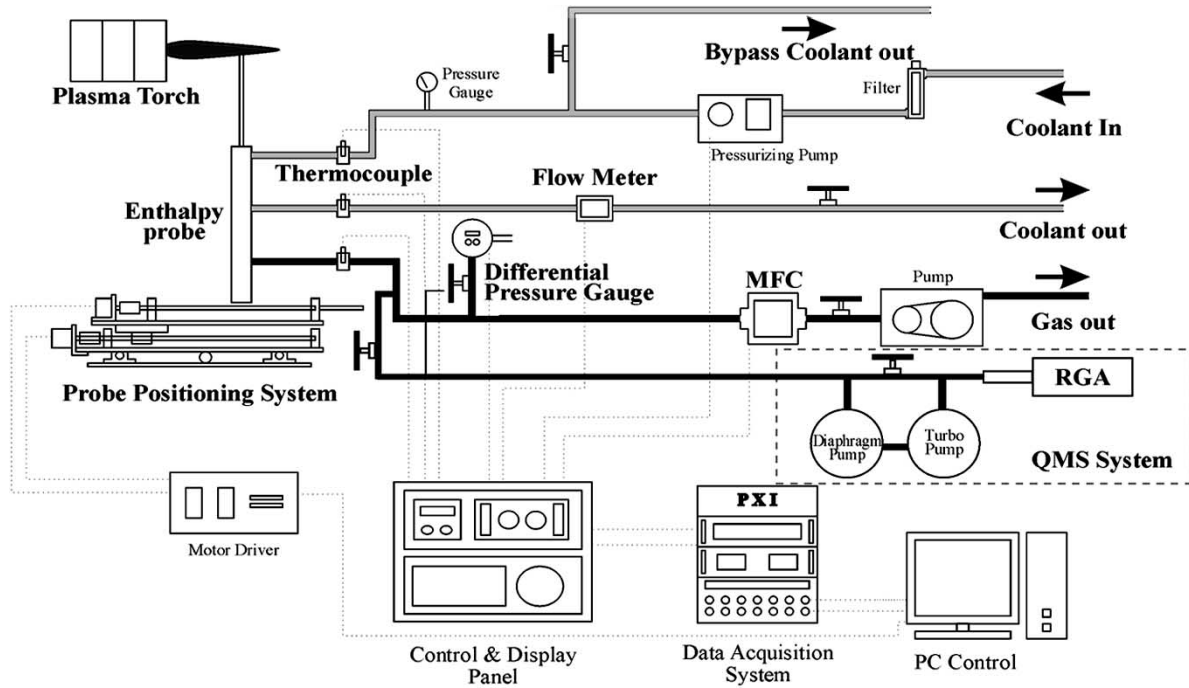 Bypass Coolant out
Plasma Torch
Pressure
Gauge
Filter
Coolant In
Pressurizing Pump
Thermocouple
Flow Meter
Enthalpy
probe
Coolant out
Differential
Pressure Gauge
MFC
Pump
Gas out
Probe Positioning System
RGA
Diaphragm
Pump
Turbo
Pump
QMS System
PXI
Motor Driver
Control & Display
Panel
Data Acquisition
System
PC Control